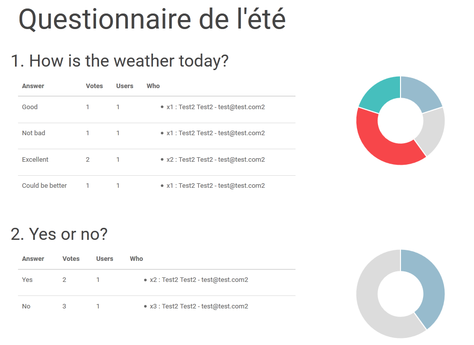 Questionnaire de l'été
1. How is the weather today?
Answer Votes Users Who
Good 1 1 • x1 : Test2 Test2 - test@test.com2
Not bad 1 1 • x1 : Test2 Test2 - test@test.com2
Excellent 2 1 • x2 : Test2 Test2 - test@test.com2
Could be better 1 1 • x1 : Test2 Test2 - test@test.com2
2. Yes or no?
Answer Votes Users Who
Yes 2 1 • x2 : Test2 Test2 - test@test.com2
No 3 1 • x3 : Test2 Test2 - test@test.com2